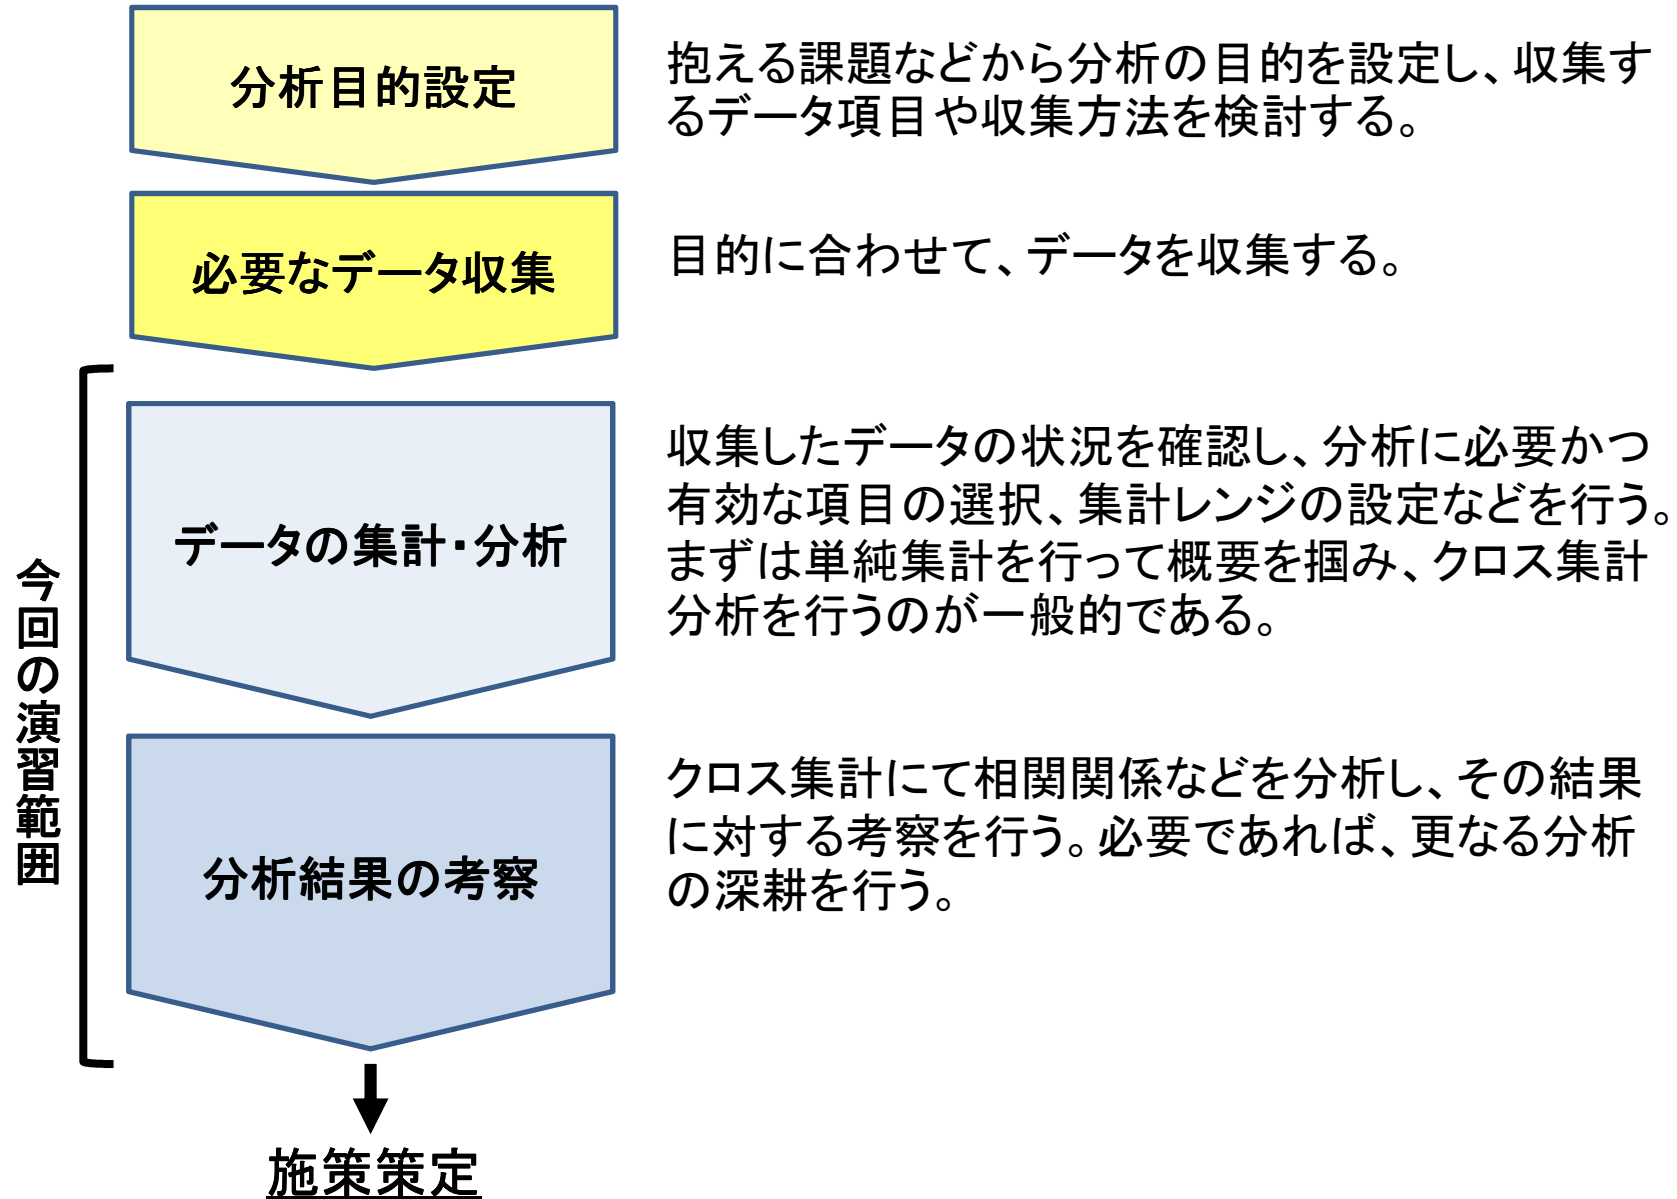 分析目的設定
抱える課題などから分析の目的を設定し、収集す
るデータ項目や収集方法を検討する。
必要なデータ収集
目的に合わせて、データを収集する。
今回の演習範囲
データの集計・分析
収集したデータの状況を確認し、分析に必要かつ
有効な項目の選択、集計レンジの設定などを行う。
まずは単純集計を行って概要を掴み、クロス集計
分析を行うのが一般的である。
分析結果の考察
クロス集計にて相関関係などを分析し、その結果
に対する考察を行う。必要であれば、更なる分析
の深耕を行う。
施策策定